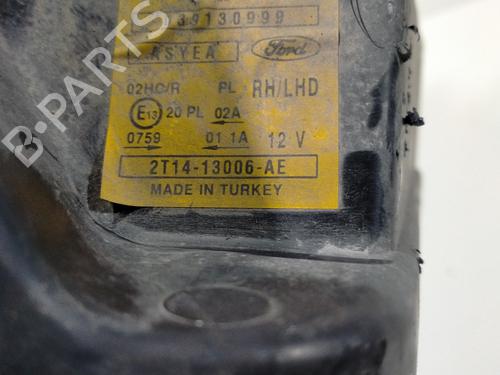 39130999
ASYEA Ford
02HC/R PL RH/LHD
E13 20 PL 02A
0759 01 1A 12 V
2T14-13006-AE
MADE IN TURKEY